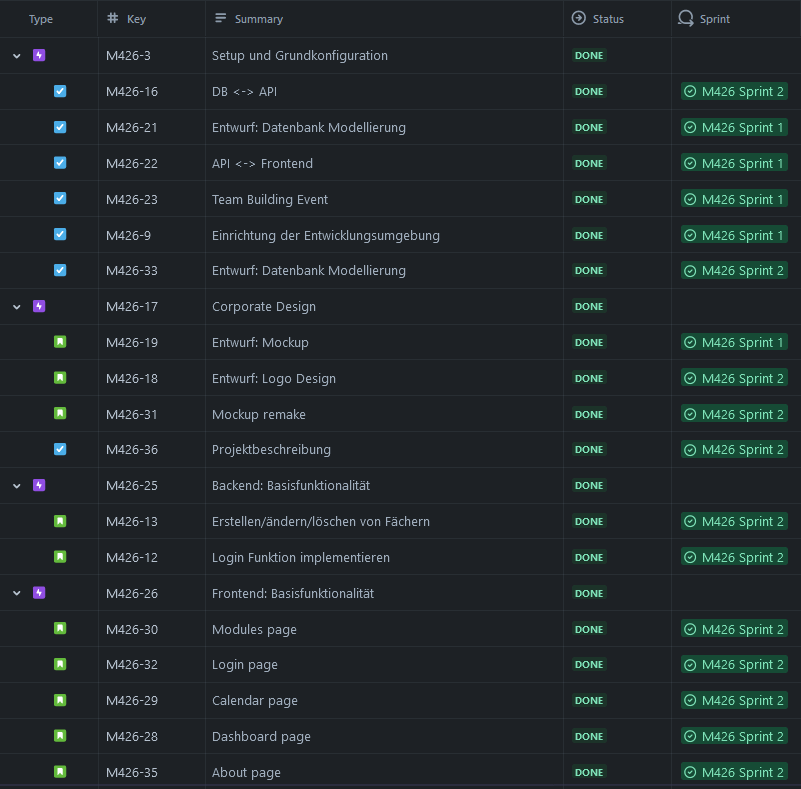 Type Key Summary Status Sprint
M426-3 Setup und Grundkonfiguration DONE
M426-16 DB <-> API DONE M426 Sprint 2
M426-21 Entwurf: Datenbank Modellierung DONE M426 Sprint 1
M426-22 API <-> Frontend DONE M426 Sprint 1
M426-23 Team Building Event DONE M426 Sprint 1
M426-9 Einrichtung der Entwicklungsumgebung DONE M426 Sprint 1
M426-33 Entwurf: Datenbank Modellierung DONE M426 Sprint 2
M426-17 Corporate Design DONE
M426-19 Entwurf: Mockup DONE M426 Sprint 1
M426-18 Entwurf: Logo Design DONE M426 Sprint 2
M426-31 Mockup remake DONE M426 Sprint 2
M426-36 Projektbeschreibung DONE M426 Sprint 2
M426-25 Backend: Basisfunktionalität DONE
M426-13 Erstellen/ändern/löschen von Fächern DONE M426 Sprint 2
M426-12 Login Funktion implementieren DONE M426 Sprint 2
M426-26 Frontend: Basisfunktionalität DONE
M426-30 Modules page DONE M426 Sprint 2
M426-32 Login page DONE M426 Sprint 2
M426-29 Calendar page DONE M426 Sprint 2
M426-28 Dashboard page DONE M426 Sprint 2
M426-35 About page DONE M426 Sprint 2